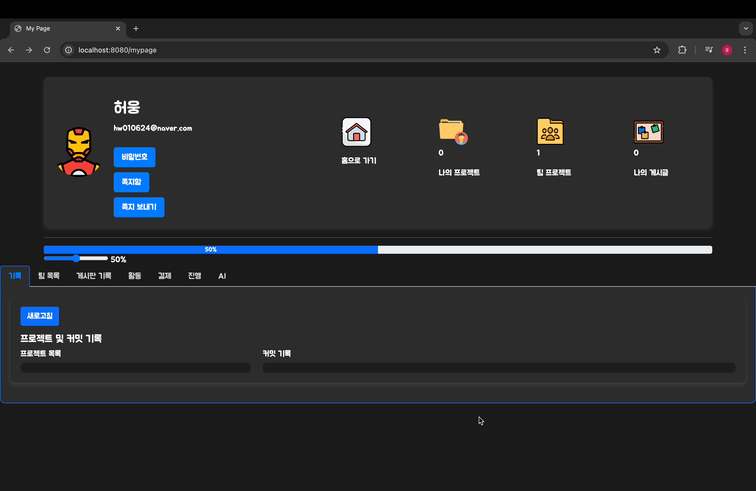 My Page
localhost:8080/mypage
허웅
hw010624@naver.com
비밀번호
쪽지함
쪽지 보내기
홈으로 가기
0
나의 프로젝트
1
팀 프로젝트
0
나의 게시글
50%
50%
기록
팀 목록
게시판 기록
활동
결제
진행
AI
새로고침
프로젝트 및 커밋 기록
프로젝트 목록
커밋 기록